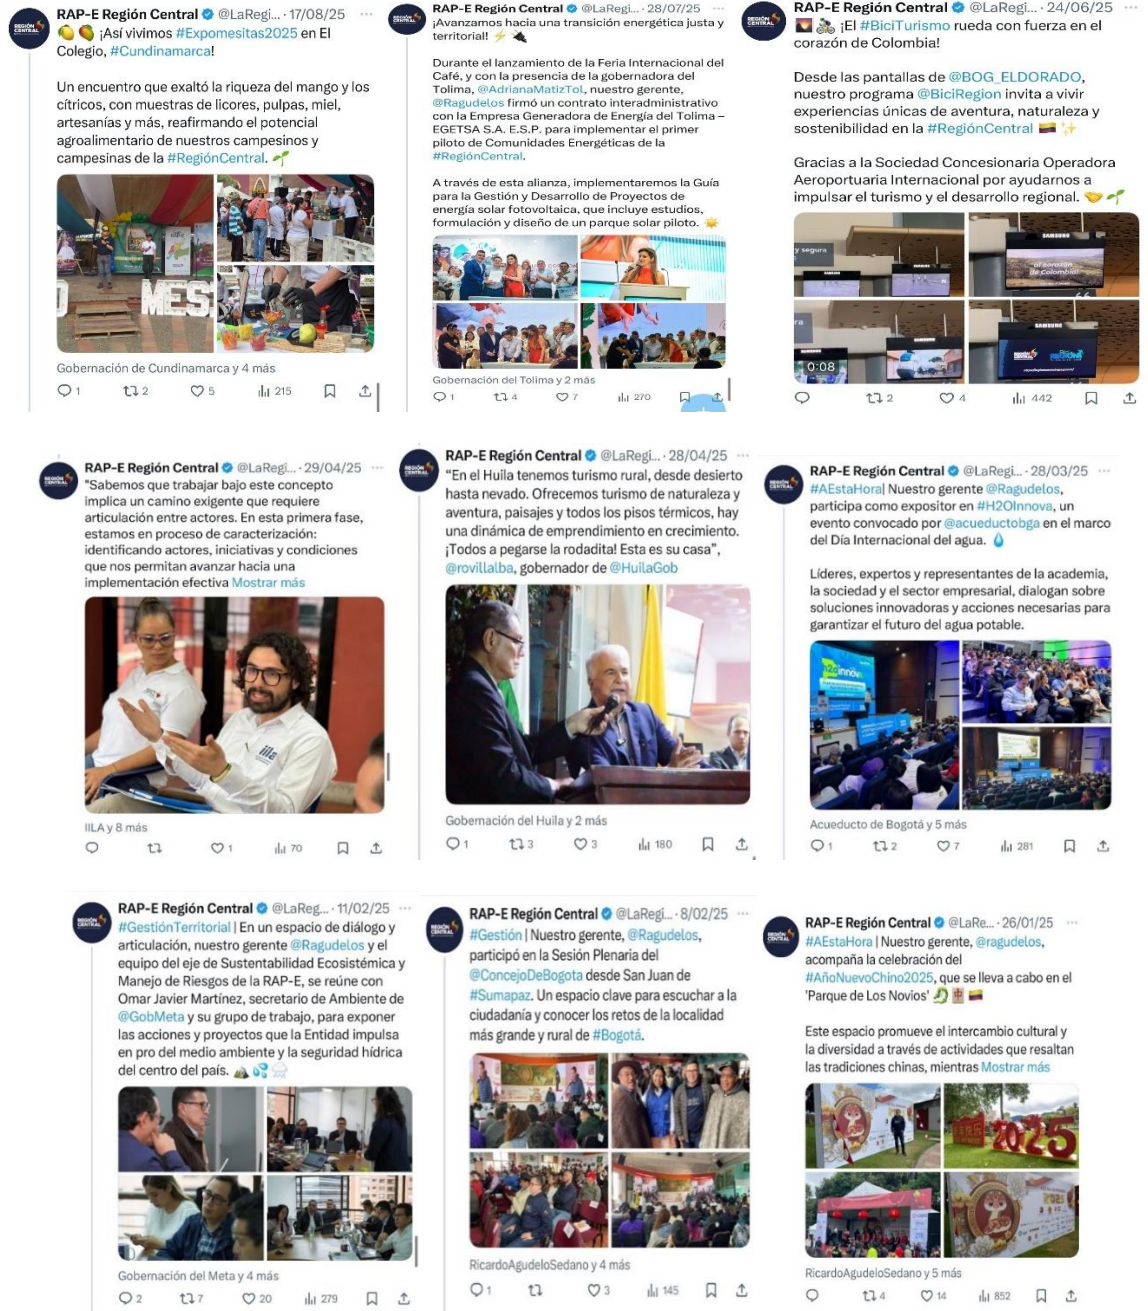 RAP-E Región Central @LaRegi... · 17/08/25 ···
¡Así vivimos #Expomesitas2025 en El
Colegio, #Cundinamarca!
Un encuentro que exaltó la riqueza del mango y los
cítricos, con muestras de licores, pulpas, miel,
artesanías y más, reafirmando el potencial
agroalimentario de nuestros campesinos y
campesinas de la #RegiónCentral.
MES
Gobernación de Cundinamarca y 4 más
1 2 5 215
RAP-E Región Central @LaRegi... · 28/07/25 ···
¡Avanzamos hacia una transición energética justa y
territorial!
Durante el lanzamiento de la Feria Internacional del
Café, y con la presencia de la gobernadora del
Tolima, @AdrianaMatizTol, nuestro gerente,
@Ragudelos firmó un contrato interadministrativo
con la Empresa Generadora de Energía del Tolima –
EGETSA S.A. E.S.P. para implementar el primer
piloto de Comunidades Energéticas de la
#RegiónCentral.
A través de esta alianza, implementaremos la Guía
para la Gestión y Desarrollo de Proyectos de
energía solar fotovoltaica, que incluye estudios,
formulación y diseño de un parque solar piloto.
Gobernación del Tolima y 2 más
1 4 7 270
RAP-E Región Central @LaRegi... · 24/06/25 ···
¡El #BiciTurismo rueda con fuerza en el
corazón de Colombia!
Desde las pantallas de @BOG_ELDORADO,
nuestro programa @BiciRegion invita a vivir
experiencias únicas de aventura, naturaleza y
sostenibilidad en la #RegiónCentral
Gracias a la Sociedad Concesionaria Operadora
Aeroportuaria Internacional por ayudarnos a
impulsar el turismo y el desarrollo regional.
y segura
SAMSUNG
al corazón
de Colombia!
ra
SAMSUNG
0:08
2 4 442
RAP-E Región Central @LaRegi... · 29/04/25 ···
"Sabemos que trabajar bajo este concepto
implica un camino exigente que requiere
articulación entre actores. En esta primera fase,
estamos en proceso de caracterización:
identificando actores, iniciativas y condiciones
que nos permitan avanzar hacia una
implementación efectiva Mostrar más
iila
IILA y 8 más
1 70
RAP-E Región Central @LaRegi... · 28/04/25 ···
"En el Huila tenemos turismo rural, desde desierto
hasta nevado. Ofrecemos turismo de naturaleza y
aventura, paisajes y todos los pisos térmicos, hay
una dinámica de emprendimiento en crecimiento.
¡Todos a pegarse la rodadita! Esta es su casa”,
@rovillalba, gobernador de @HuilaGob
Gobernación del Huila y 2 más
1 3 3 180
RAP-E Región Central @LaRegi... · 28/03/25 ···
#AEstaHora| Nuestro gerente @Ragudelos,
participa como expositor en #H2OInnova, un
evento convocado por @acueductobga en el marco
del Día Internacional del agua.
Líderes, expertos y representantes de la academia,
la sociedad y el sector empresarial, dialogan sobre
soluciones innovadoras y acciones necesarias para
garantizar el futuro del agua potable.
Acueducto de Bogotá y 5 más
1 2 7 281
RAP-E Región Central @LaReg... · 11/02/25 ···
#GestiónTerritorial | En un espacio de diálogo y
articulación, nuestro gerente @Ragudelos y el
equipo del eje de Sustentabilidad Ecosistémica y
Manejo de Riesgos de la RAP-E, se reúne con
Omar Javier Martínez, secretario de Ambiente de
@GobMeta y su grupo de trabajo, para exponer
las acciones y proyectos que la Entidad impulsa
en pro del medio ambiente y la seguridad hídrica
del centro del país.
Gobernación del Meta y 4 más
2 7 20 279
RAP-E Región Central @LaRegi... · 8/02/25 ···
#Gestión | Nuestro gerente, @Ragudelos,
participó en la Sesión Plenaria del
@ConcejoDeBogota desde San Juan de
#Sumapaz. Un espacio clave para escuchar a la
ciudadanía y conocer los retos de la localidad
más grande y rural de #Bogotá.
RicardoAgudeloSedano y 4 más
1 3 145
RAP-E Región Central @LaRe... · 26/01/25 ···
#AEstaHora | Nuestro gerente, @ragudelos,
acompaña la celebración del
#AñoNuevoChino2025, que se lleva a cabo en el
'Parque de Los Novios'
Este espacio promueve el intercambio cultural y
la diversidad a través de actividades que resaltan
las tradiciones chinas, mientras Mostrar más
2025
RicardoAgudeloSedano y 5 más
4 14 852